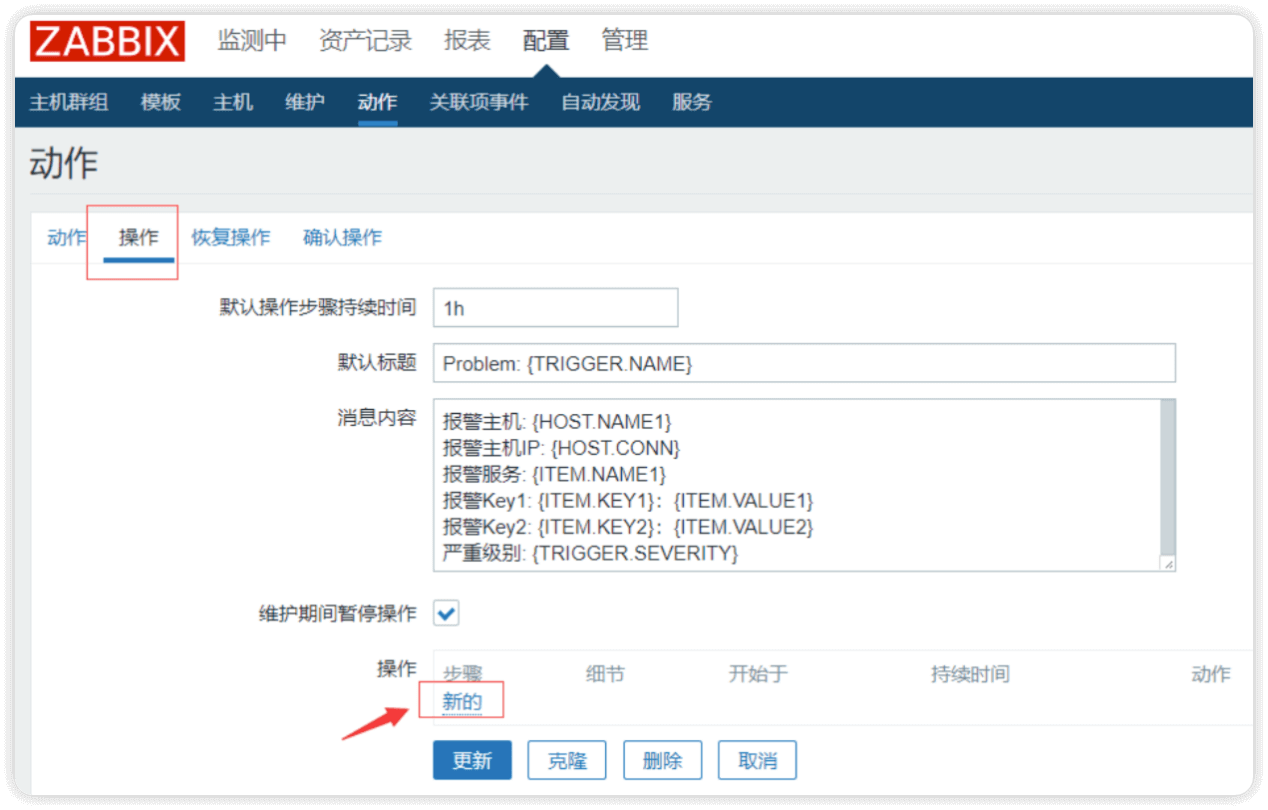 ZABBIX 监测中 资产记录 报表 配置 管理
主机群组 模板 主机 维护 动作 关联项事件 自动发现 服务
动作
动作 操作 恢复操作 确认操作
默认操作步骤持续时间 1h
默认标题 Problem: {TRIGGER.NAME}
消息内容 报警主机: {HOST.NAME1}
报警主机IP: {HOST.CONN}
报警服务: {ITEM.NAME1}
报警Key1: {ITEM.KEY1}：{ITEM.VALUE1}
报警Key2: {ITEM.KEY2}：{ITEM.VALUE2}
严重级别: {TRIGGER.SEVERITY}
维护期间暂停操作
操作 步骤 细节 开始于 持续时间 动作
新的
更新 克隆 删除 取消